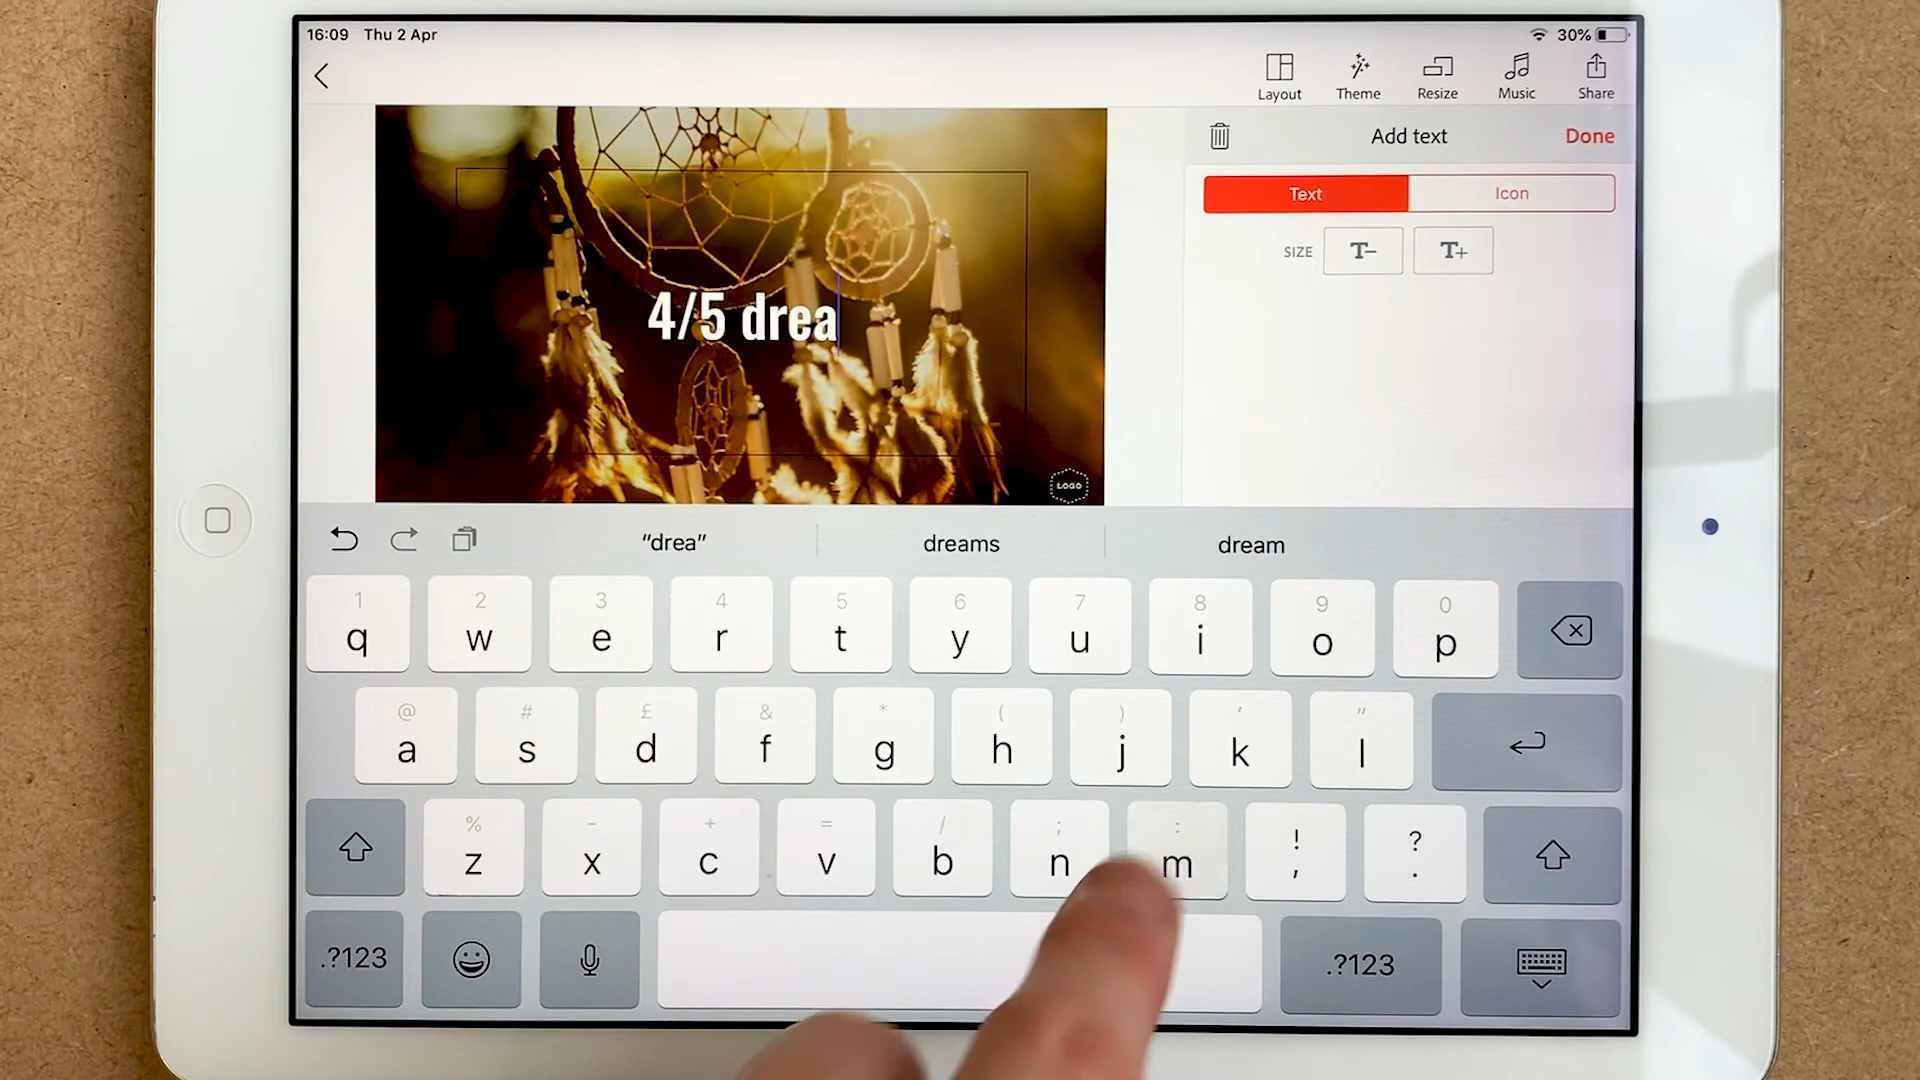 16:09 Thu 2 Apr 30%
Layout Theme Resize Music Share
Add text Done
Text Icon
SIZE T- T+
4/5 drea
LOGO
“drea” dreams dream
1 2 3 4 5 6 7 8 9 0
q w e r t y u i o p
@ # £ & * ( ) ' "
a s d f g h j k l
% - + = / ; : ! ?
z x c v b n m , .
.?123 .?123